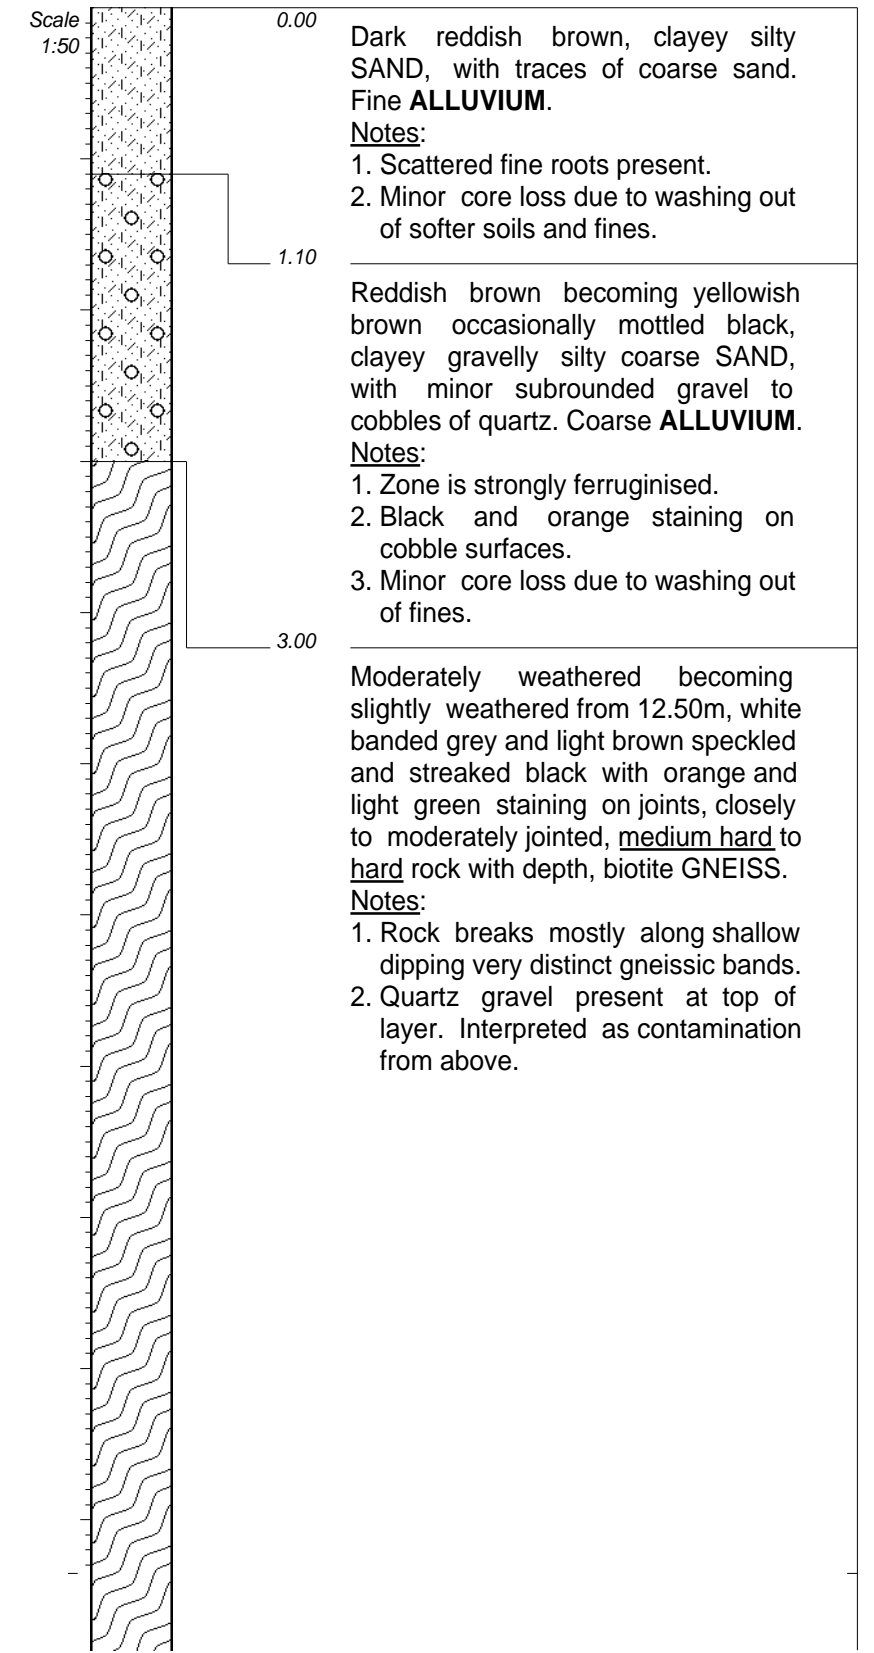 Scale
1:50
0.00
Dark reddish brown, clayey silty
SAND, with traces of coarse sand.
Fine ALLUVIUM.
Notes:
1. Scattered fine roots present.
2. Minor core loss due to washing out
of softer soils and fines.
1.10
Reddish brown becoming yellowish
brown occasionally mottled black,
clayey gravelly silty coarse SAND,
with minor subrounded gravel to
cobbles of quartz. Coarse ALLUVIUM.
Notes:
1. Zone is strongly ferruginised.
2. Black and orange staining on
cobble surfaces.
3. Minor core loss due to washing out
of fines.
3.00
Moderately weathered becoming
slightly weathered from 12.50m, white
banded grey and light brown speckled
and streaked black with orange and
light green staining on joints, closely
to moderately jointed, medium hard to
hard rock with depth, biotite GNEISS.
Notes:
1. Rock breaks mostly along shallow
dipping very distinct gneissic bands.
2. Quartz gravel present at top of
layer. Interpreted as contamination
from above.